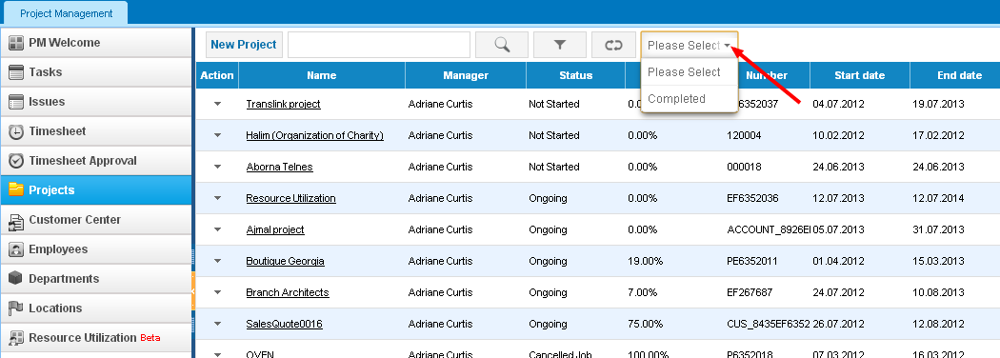 Project Management
PM Welcome
Tasks
Issues
Timesheet
Timesheet Approval
Projects
Customer Center
Employees
Departments
Locations
Resource Utilization Beta
New Project Please Select
Please Select
Completed
Action Name Manager Status Number Start date End date
Translink project Adriane Curtis Not Started 0.00 6352037 04.07.2012 19.07.2013
Halim (Organization of Charity) Adriane Curtis Not Started 0.00% 120004 10.02.2012 17.02.2012
Aborna Telnes Adriane Curtis Not Started 0.00% 000018 24.06.2013 24.06.2013
Resource Utilization Adriane Curtis Ongoing 0.00% EF6352036 12.07.2013 12.07.2014
Ajmal project Adriane Curtis Ongoing 0.00% ACCOUNT_8926EI 05.07.2013 31.07.2013
Boutique Georgia Adriane Curtis Ongoing 19.00% PE6352011 01.04.2012 15.03.2013
Branch Architects Adriane Curtis Ongoing 7.00% EF267687 24.07.2012 10.08.2013
SalesQuote0016 Adriane Curtis Ongoing 75.00% CUS_8435EF6352 26.07.2012 12.08.2012
OVEN Adriane Curtis Cancelled Job 100.00% P6352018 07.03.2012 16.03.2012